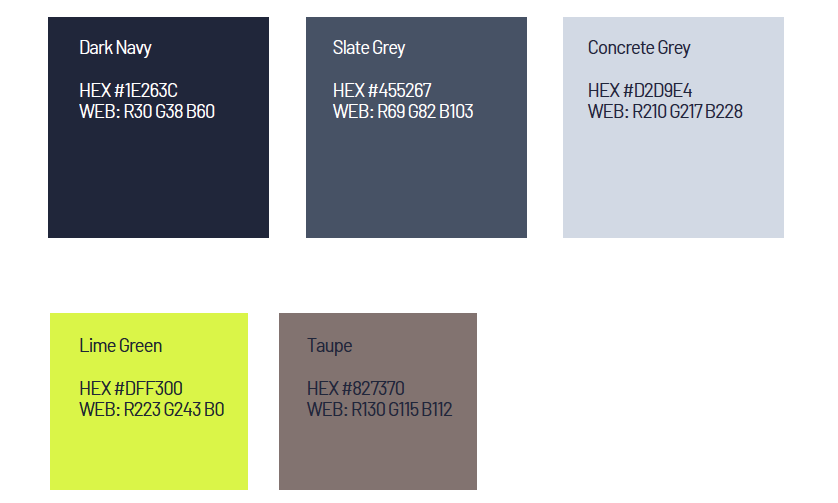 Dark Navy
HEX #1E263C
WEB: R30 G38 B60
Slate Grey
HEX #455267
WEB: R69 G82 B103
Concrete Grey
HEX #D2D9E4
WEB: R210 G217 B228
Lime Green
HEX #DFF300
WEB: R223 G243 B0
Taupe
HEX #827370
WEB: R130 G115 B112